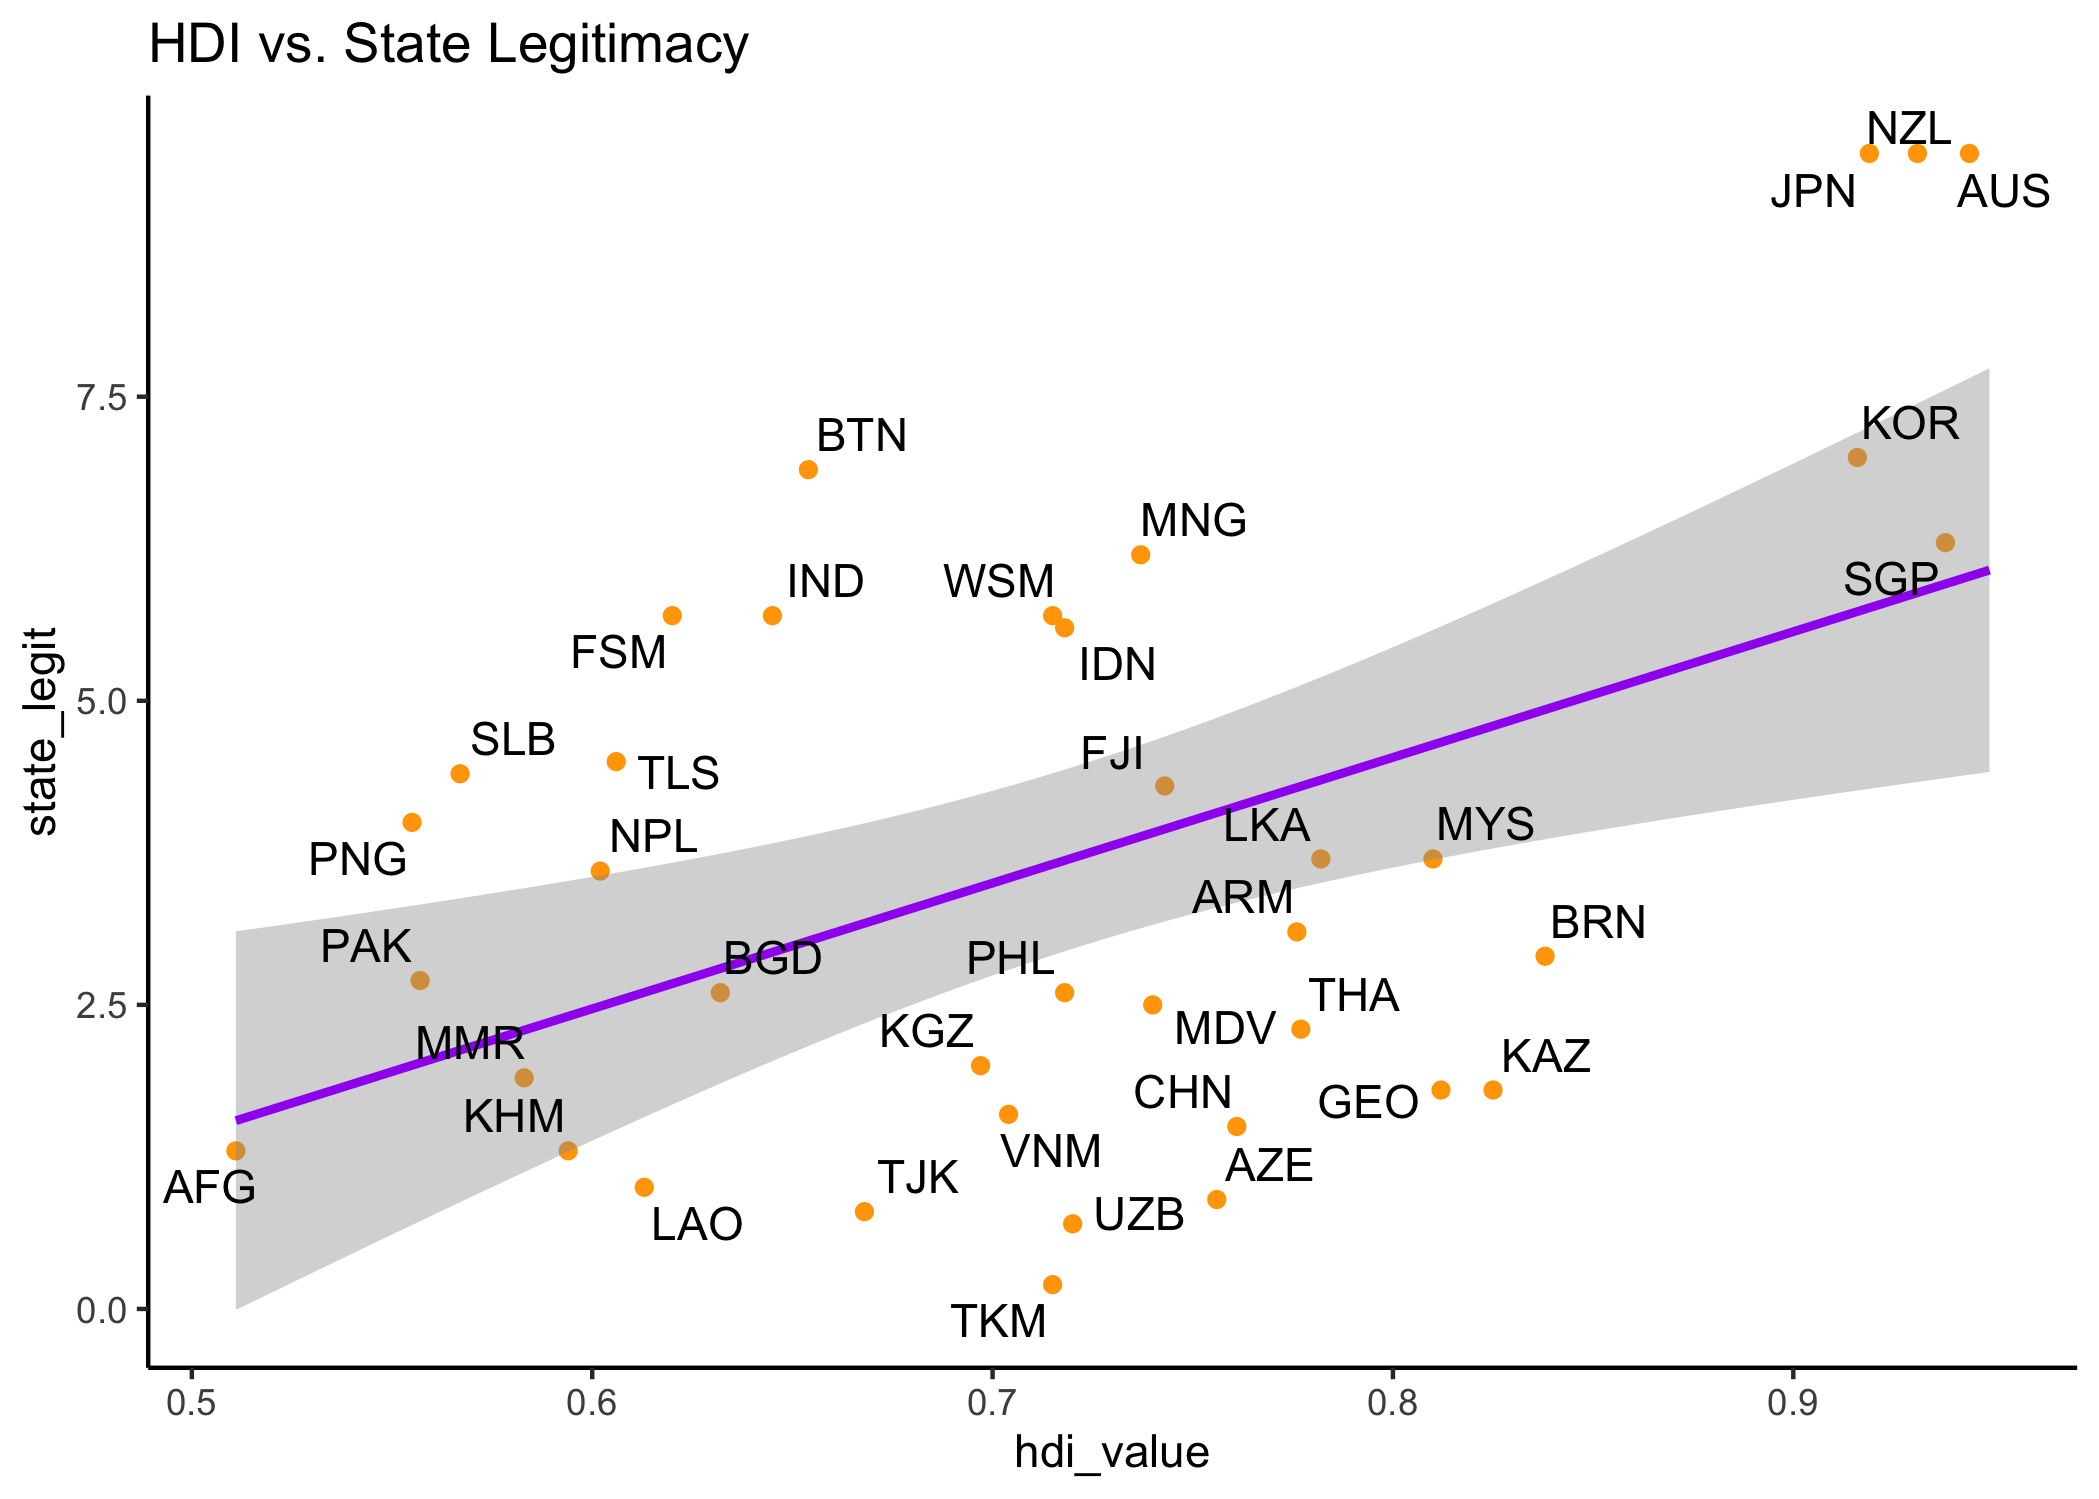 HDI vs. State Legitimacy
NZL
JPN
AUS
7.5
KOR
BTN
MNG
SGP
IND
WSM
FSM
IDN
state_legit
5.0
SLB
FJI
TLS
LKA
MYS
NPL
PNG
ARM
BRN
PAK
BGD
PHL
THA
2.5
MDV
KGZ
MMR
KAZ
CHN
GEO
KHM
VNM
AZE
TJK
AFG
UZB
LAO
0.0
TKM
0.5
0.6
0.7
0.8
0.9
hdi_value